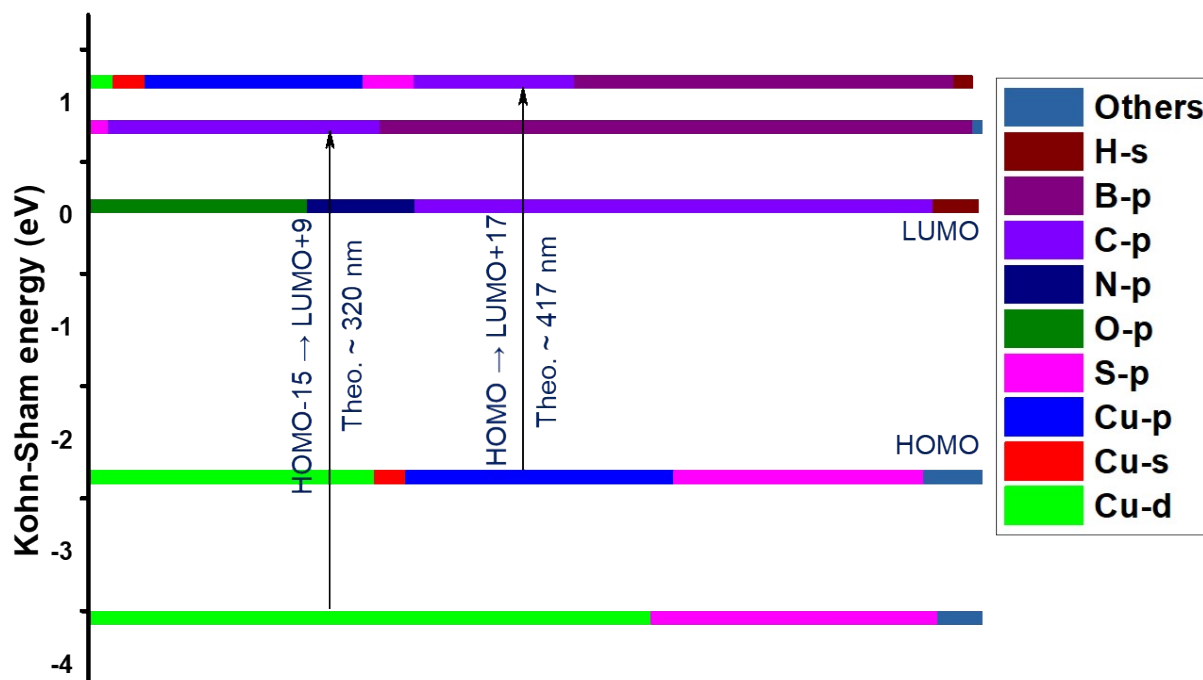 Kohn-Sham energy (eV)
1
0
-1
-2
-3
-4
HOMO-15 → LUMO+9
Theo. ~ 320 nm
HOMO → LUMO+17
Theo. ~ 417 nm
LUMO
HOMO
Others
H-s
B-p
C-p
N-p
O-p
S-p
Cu-p
Cu-s
Cu-d